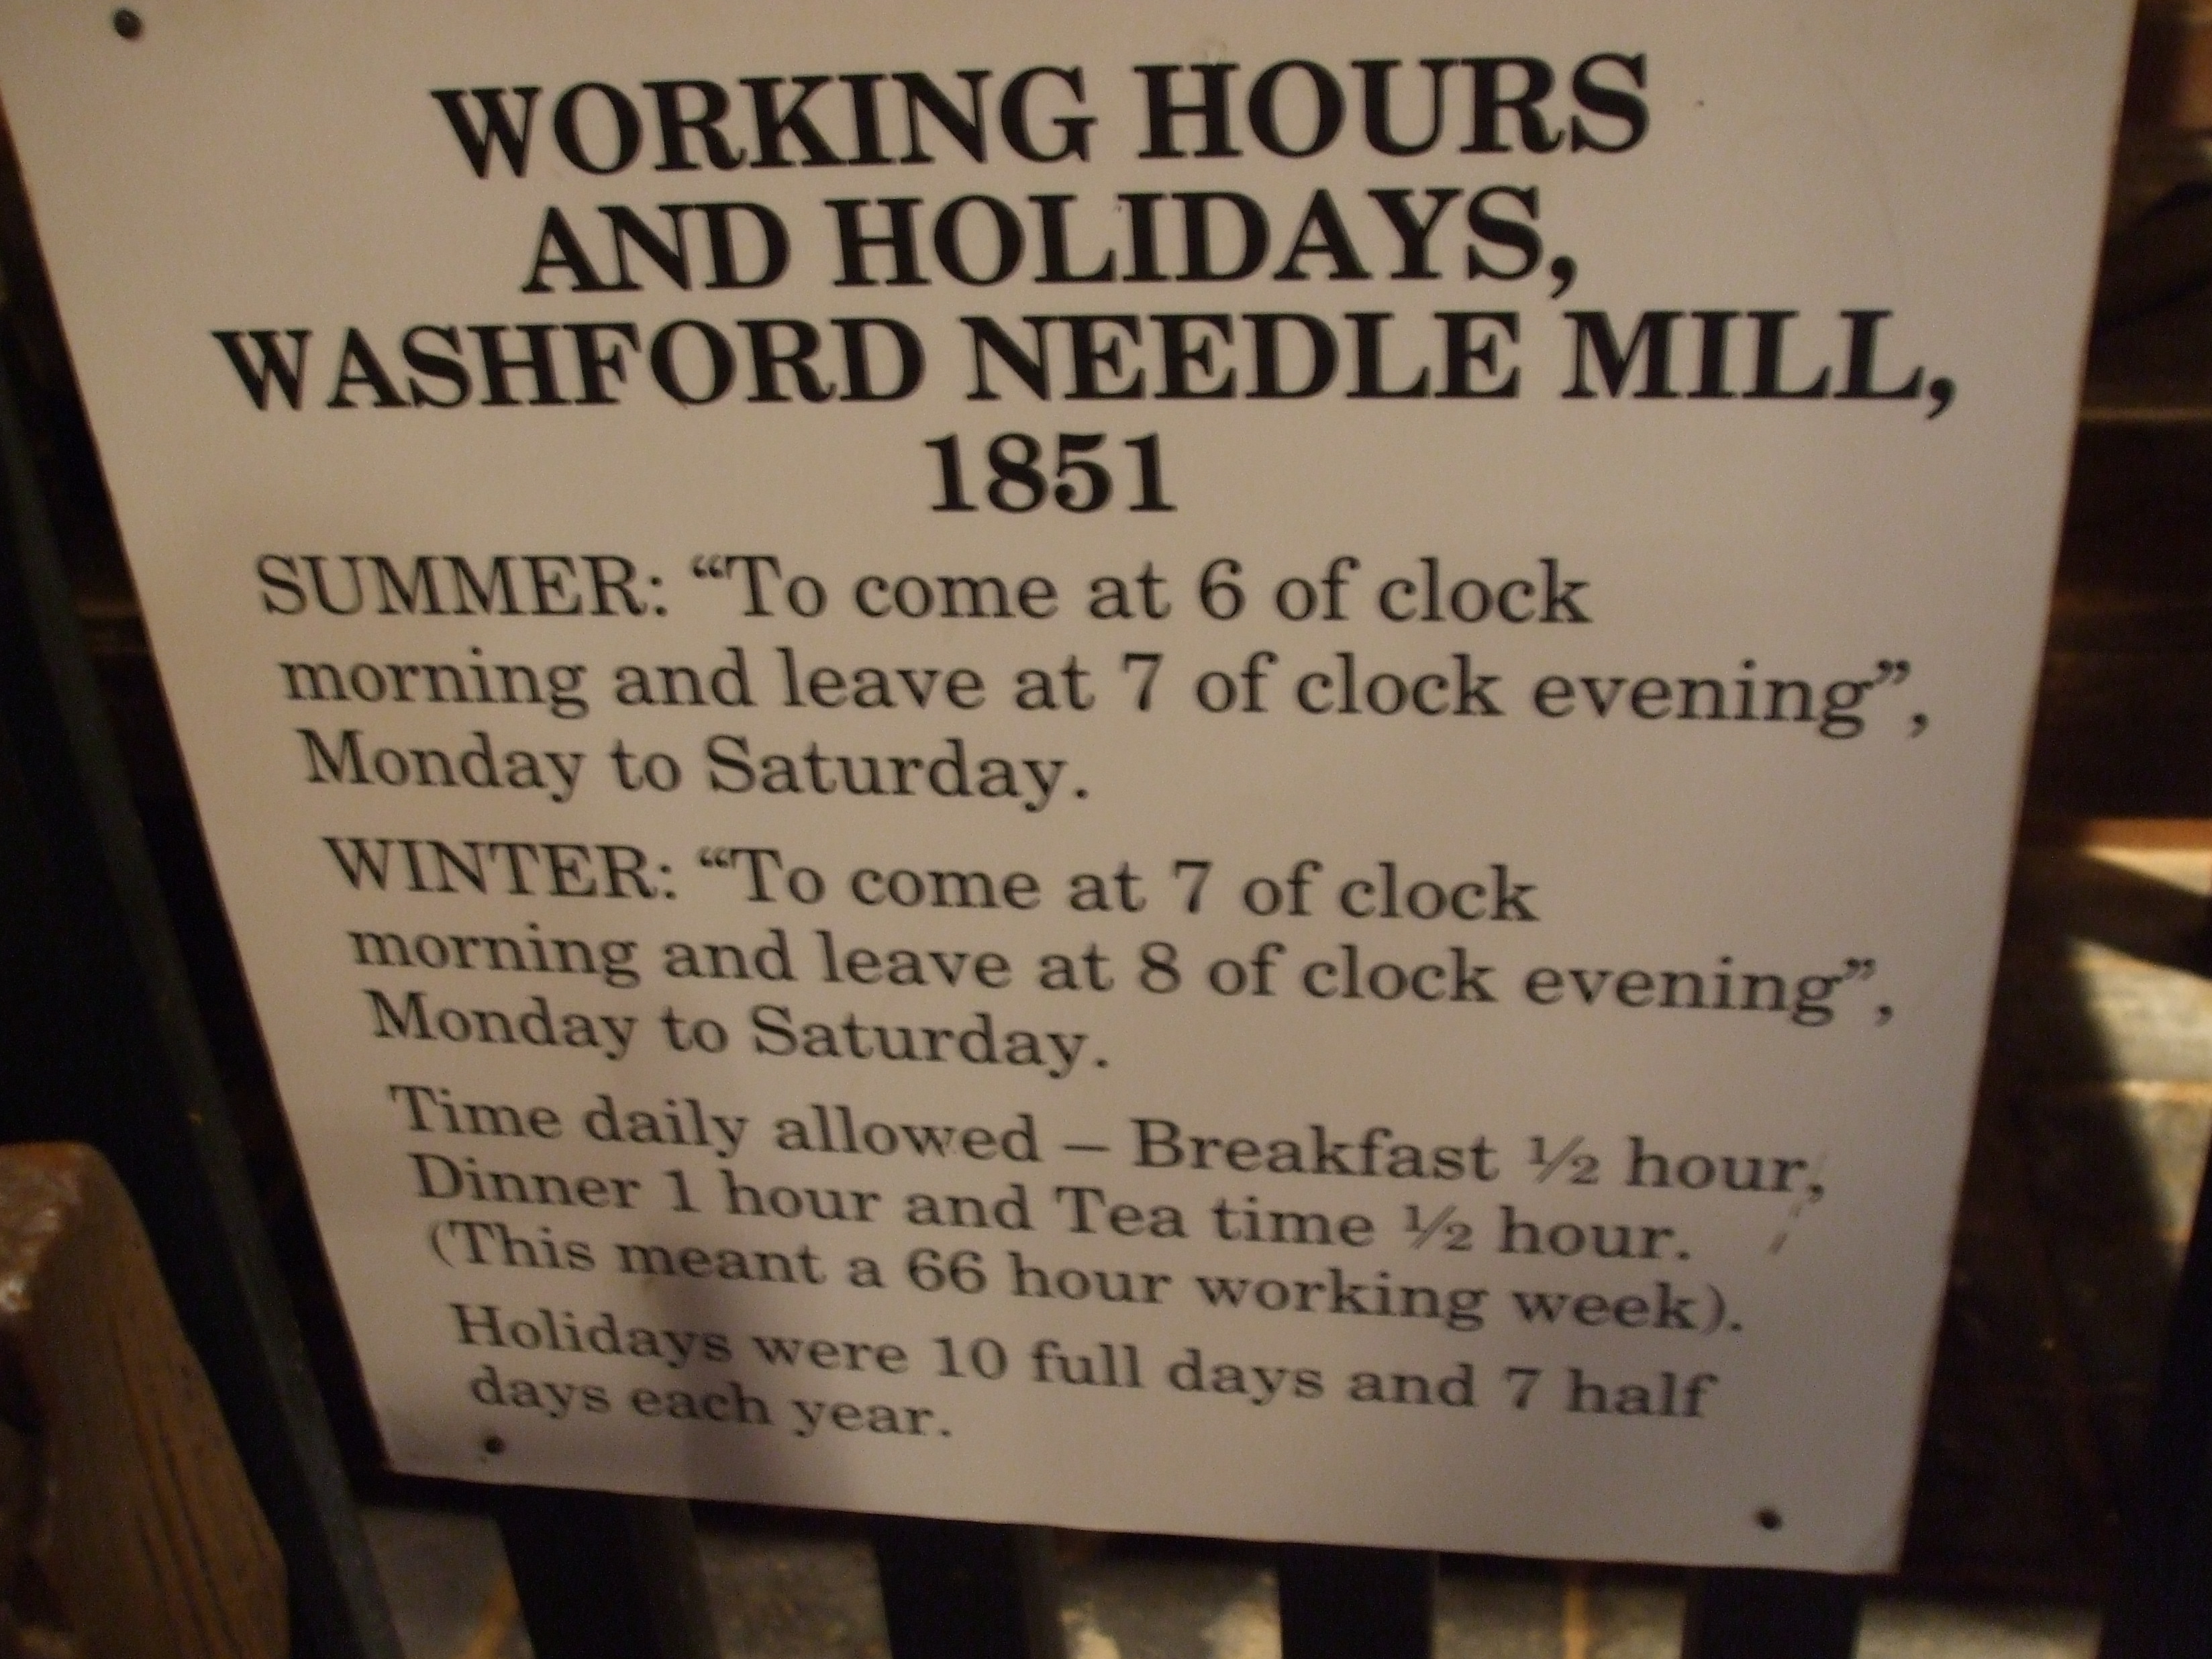 WORKING HOURS
AND HOLIDAYS,
WASHFORD NEEDLE MILL,
1851
SUMMER: “To come at 6 of clock
morning and leave at 7 of clock evening”,
Monday to Saturday.
WINTER: “To come at 7 of clock
morning and leave at 8 of clock evening”,
Monday to Saturday.
Time daily allowed – Breakfast ½ hour,
Dinner 1 hour and Tea time ½ hour.
(This meant a 66 hour working week).
Holidays were 10 full days and 7 half
days each year.